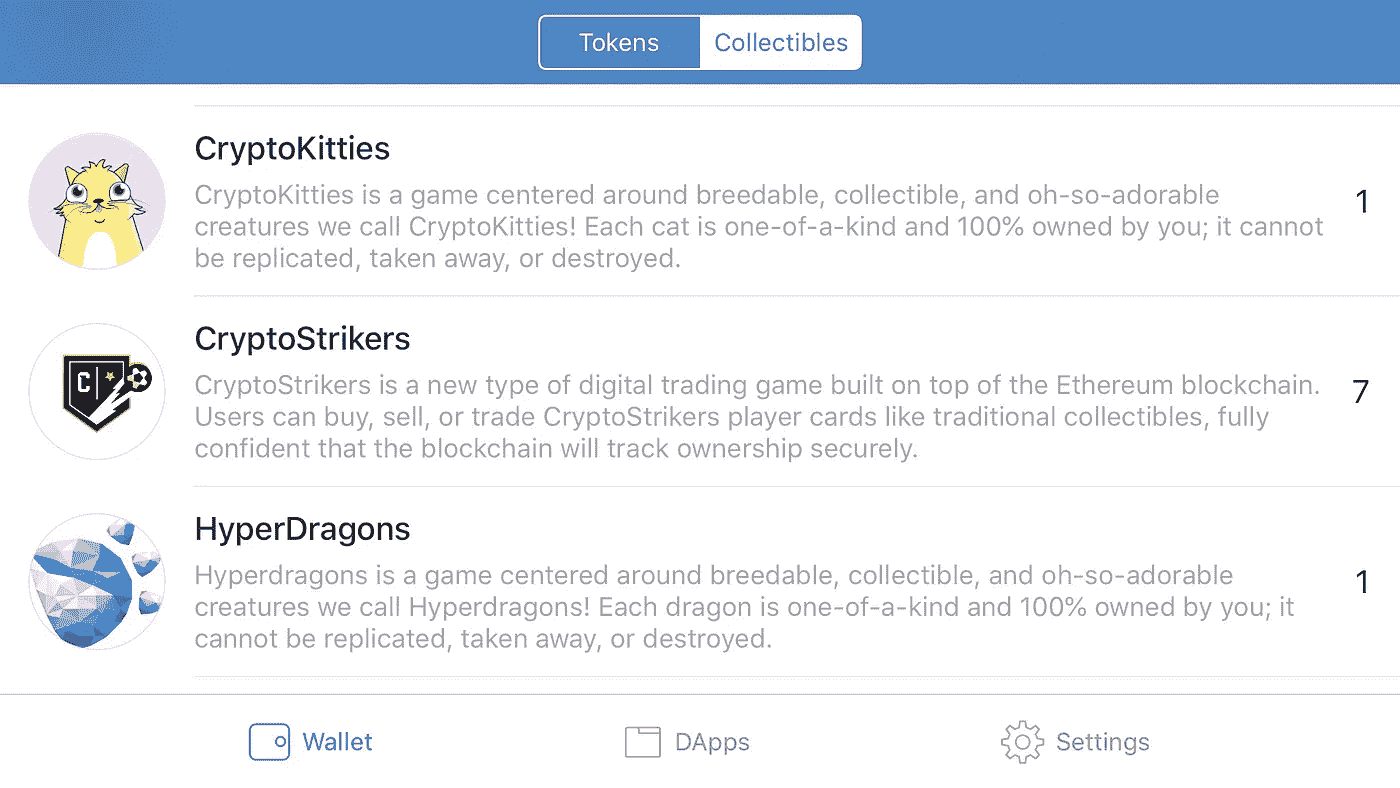 Tokens
Collectibles
CryptoKitties
CryptoKitties is a game centered around breedable, collectible, and oh-so-adorable
creatures we call CryptoKitties! Each cat is one-of-a-kind and 100% owned by you; it cannot
be replicated, taken away, or destroyed.
1
CryptoStrikers
CryptoStrikers is a new type of digital trading game built on top of the Ethereum blockchain.
Users can buy, sell, or trade CryptoStrikers player cards like traditional collectibles, fully
confident that the blockchain will track ownership securely.
7
C
HyperDragons
Hyperdragons is a game centered around breedable, collectible, and oh-so-adorable
creatures we call Hyperdragons! Each dragon is one-of-a-kind and 100% owned by you; it
cannot be replicated, taken away, or destroyed.
1
Wallet
DApps
Settings